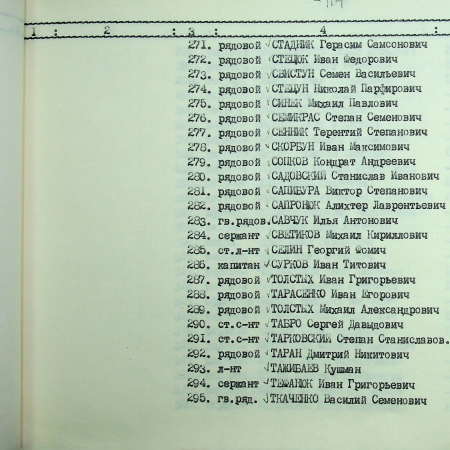 1 : 2 : 3 : 4 :
271. рядовой √СТАДНИК Герасим Самсонович
272. рядовой √СТЕЦЮК Иван Федорович
273. рядовой √СВИСТУН Семен Васильевич
274. рядовой √СТЕЦУН Николай Парфирович
275. рядовой √СИНЕК Михаил Павлович
276. рядовой √СЕМИКРАС Степан Семенович
277. рядовой √СЕННИК Терентий Степанович
278. рядовой √СКОРБУН Иван Максимович
279. рядовой √СОПКОВ Кондрат Андреевич
280. рядовой √САДОВСКИЙ Станислав Иванович
281. рядовой √САПИБУРА Виктор Степанович
282. рядовой √САПРОНЮК Алихтер Лаврентьевич
283. гв.рядов. САВЧУК Илья Антонович
284. сержант √СВЕТИКОВ Михаил Кириллович
285. ст.л-нт √СЕЛИН Георгий Фомич
286. капитан √СУРКОВ Иван Титович
287. рядовой √ТОЛСТЫХ Иван Григорьевич
288. рядовой √ТАРАСЕНКО Иван Егорович
289. рядовой √ТОЛСТЫХ Михаил Александрович
290. ст.с-нт √ТАБРО Сергей Давыдович
291. ст.с-нт √ТАРКОВСКИЙ Степан Станиславов.
292. рядовой √ТАРАН Дмитрий Никитович
293. л-нт √ТАЖИБАЕВ Кушман
294. сержант √ТЕФАНЮК Иван Григорьевич
295. гв.ряд. √ТКАЧЕНКО Василий Семенович